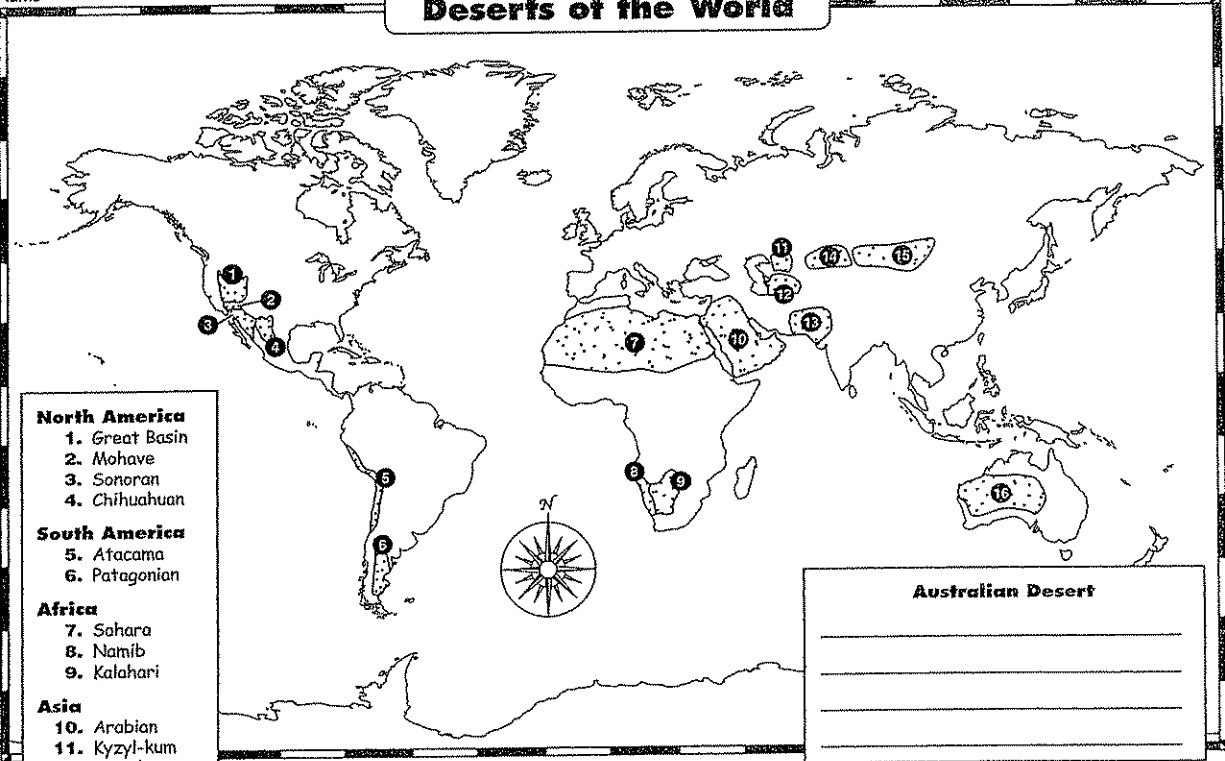 Deserts of the World
1
2
3
4
11
14
15
12
13
7
10
5
6
8
9
16
N
North America
1. Great Basin
2. Mohave
3. Sonoran
4. Chihuahuan
South America
5. Atacama
6. Patagonian
Africa
7. Sahara
8. Namib
9. Kalahari
Asia
10. Arabian
11. Kyzyl-kum
Australian Desert